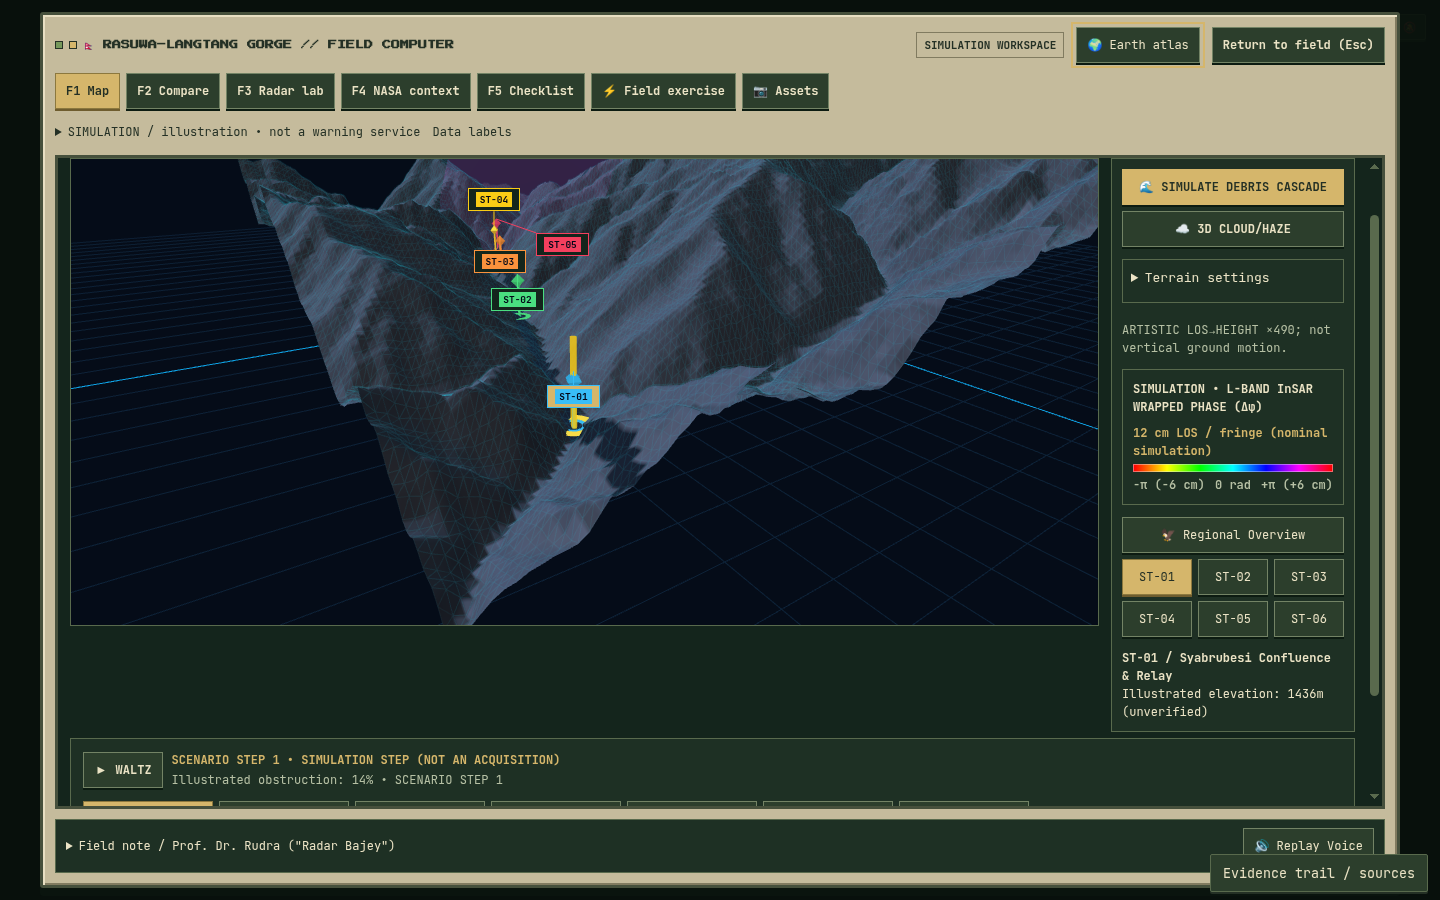 RASUWA-LANGTANG GORGE // FIELD COMPUTER
SIMULATION WORKSPACE
Earth atlas
Return to field (Esc)
F1 Map
F2 Compare
F3 Radar lab
F4 NASA context
F5 Checklist
Field exercise
Assets
SIMULATION / illustration • not a warning service Data labels
ST-04
ST-05
ST-03
ST-02
ST-01
SIMULATE DEBRIS CASCADE
3D CLOUD/HAZE
Terrain settings
ARTISTIC LOS→HEIGHT ×490; not
vertical ground motion.
SIMULATION • L-BAND InSAR
WRAPPED PHASE (Δφ)
12 cm LOS / fringe (nominal
simulation)
-π (-6 cm) 0 rad +π (+6 cm)
Regional Overview
ST-01
ST-02
ST-03
ST-04
ST-05
ST-06
ST-01 / Syabrubesi Confluence
& Relay
Illustrated elevation: 1436m
(unverified)
WALTZ
SCENARIO STEP 1 • SIMULATION STEP (NOT AN ACQUISITION)
Illustrated obstruction: 14% • SCENARIO STEP 1
Field note / Prof. Dr. Rudra ("Radar Bajey")
Replay Voice
Evidence trail / sources